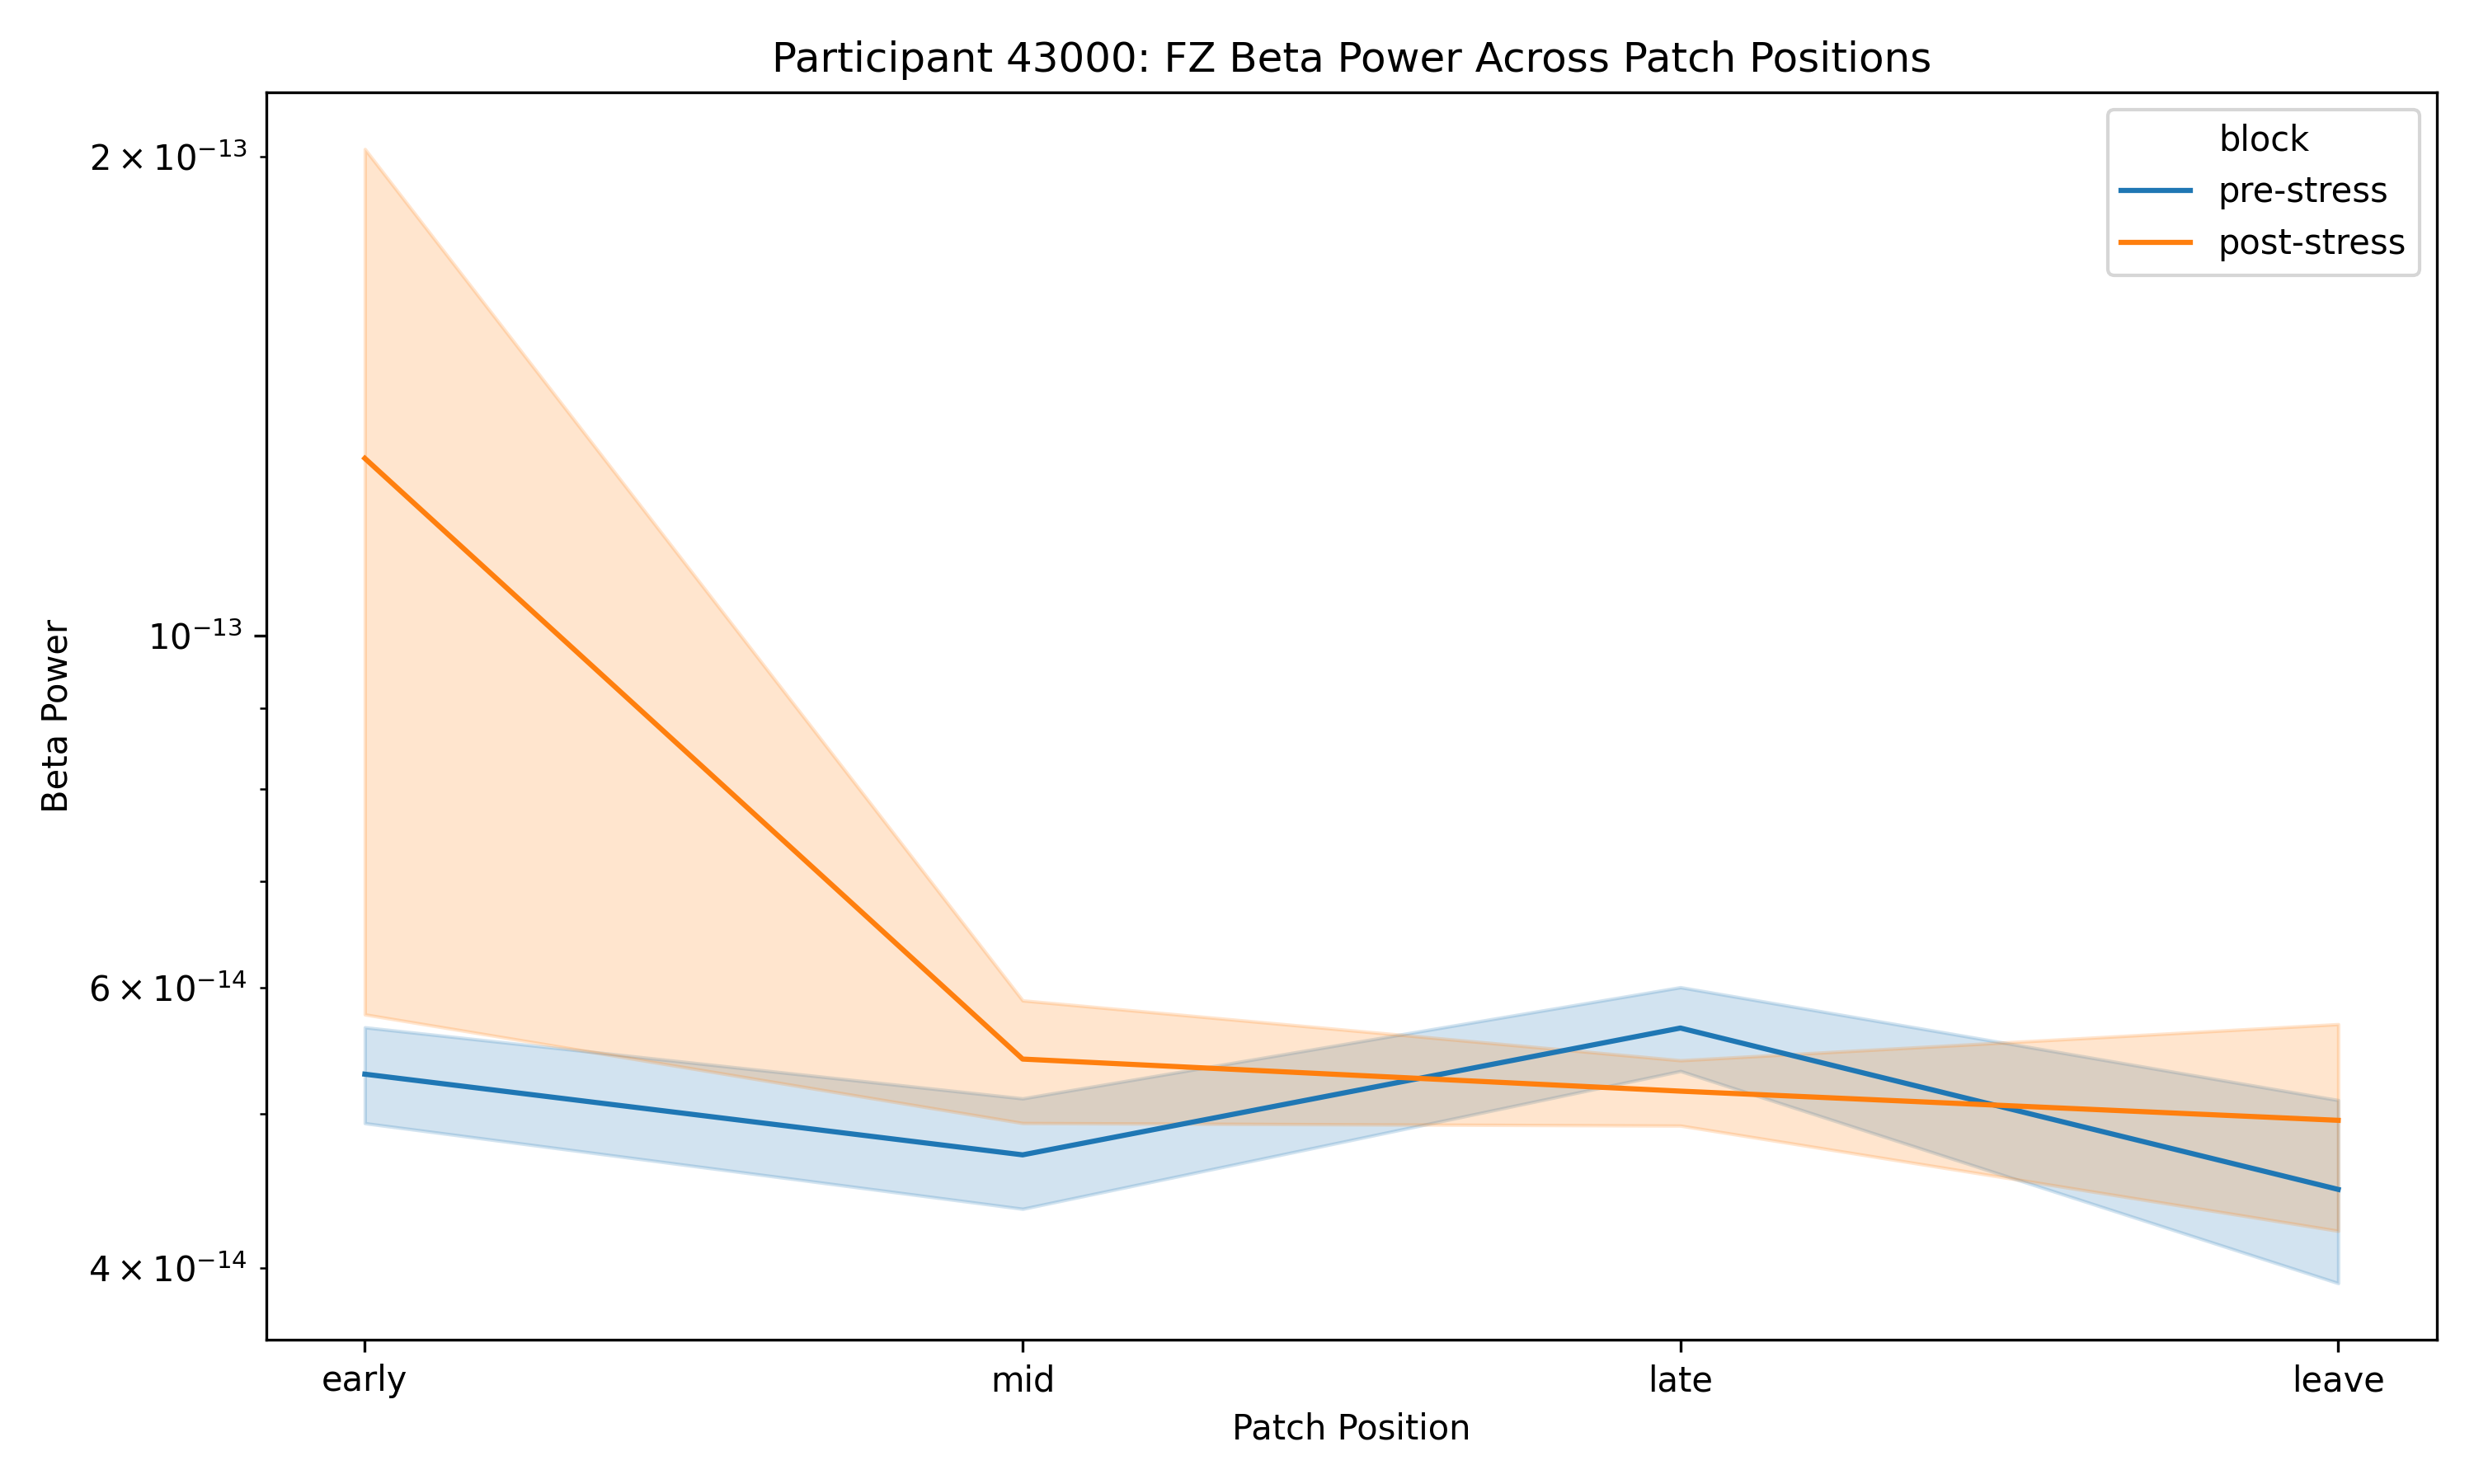 Participant 43000: FZ Beta Power Across Patch Positions
block
pre-stress
post-stress
2 × 10⁻¹³
10⁻¹³
6 × 10⁻¹⁴
4 × 10⁻¹⁴
Beta Power
early mid late leave
Patch Position